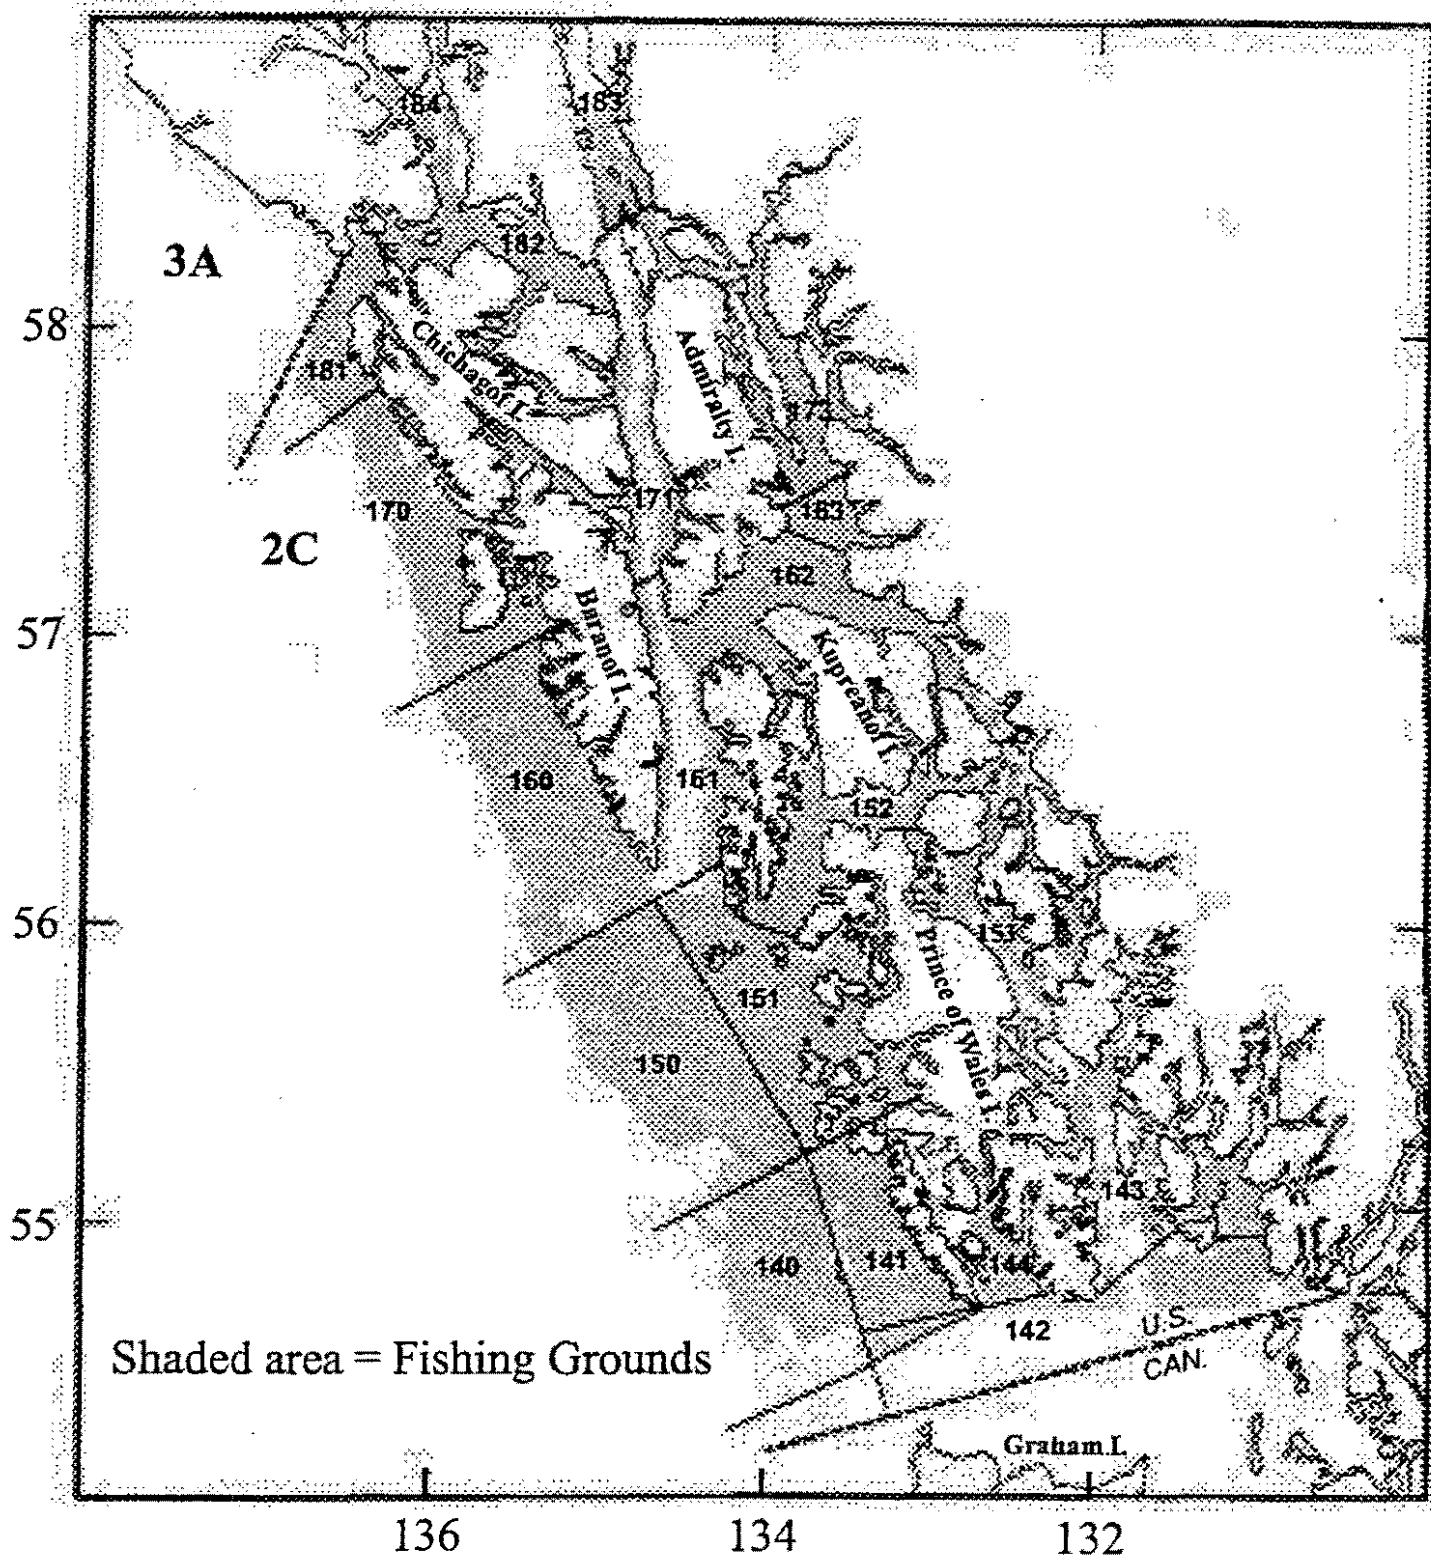 184
183
182
3A
58
Chichagof I.
Admiralty I.
181
173
171
163
170
2C
162
57
Baranof I.
Kupreanof I.
160
161
152
56
Prince of Wales I.
151
150
143
140
141
144
142
55
U.S.
CAN.
Shaded area = Fishing Grounds
Graham I.
136
134
132